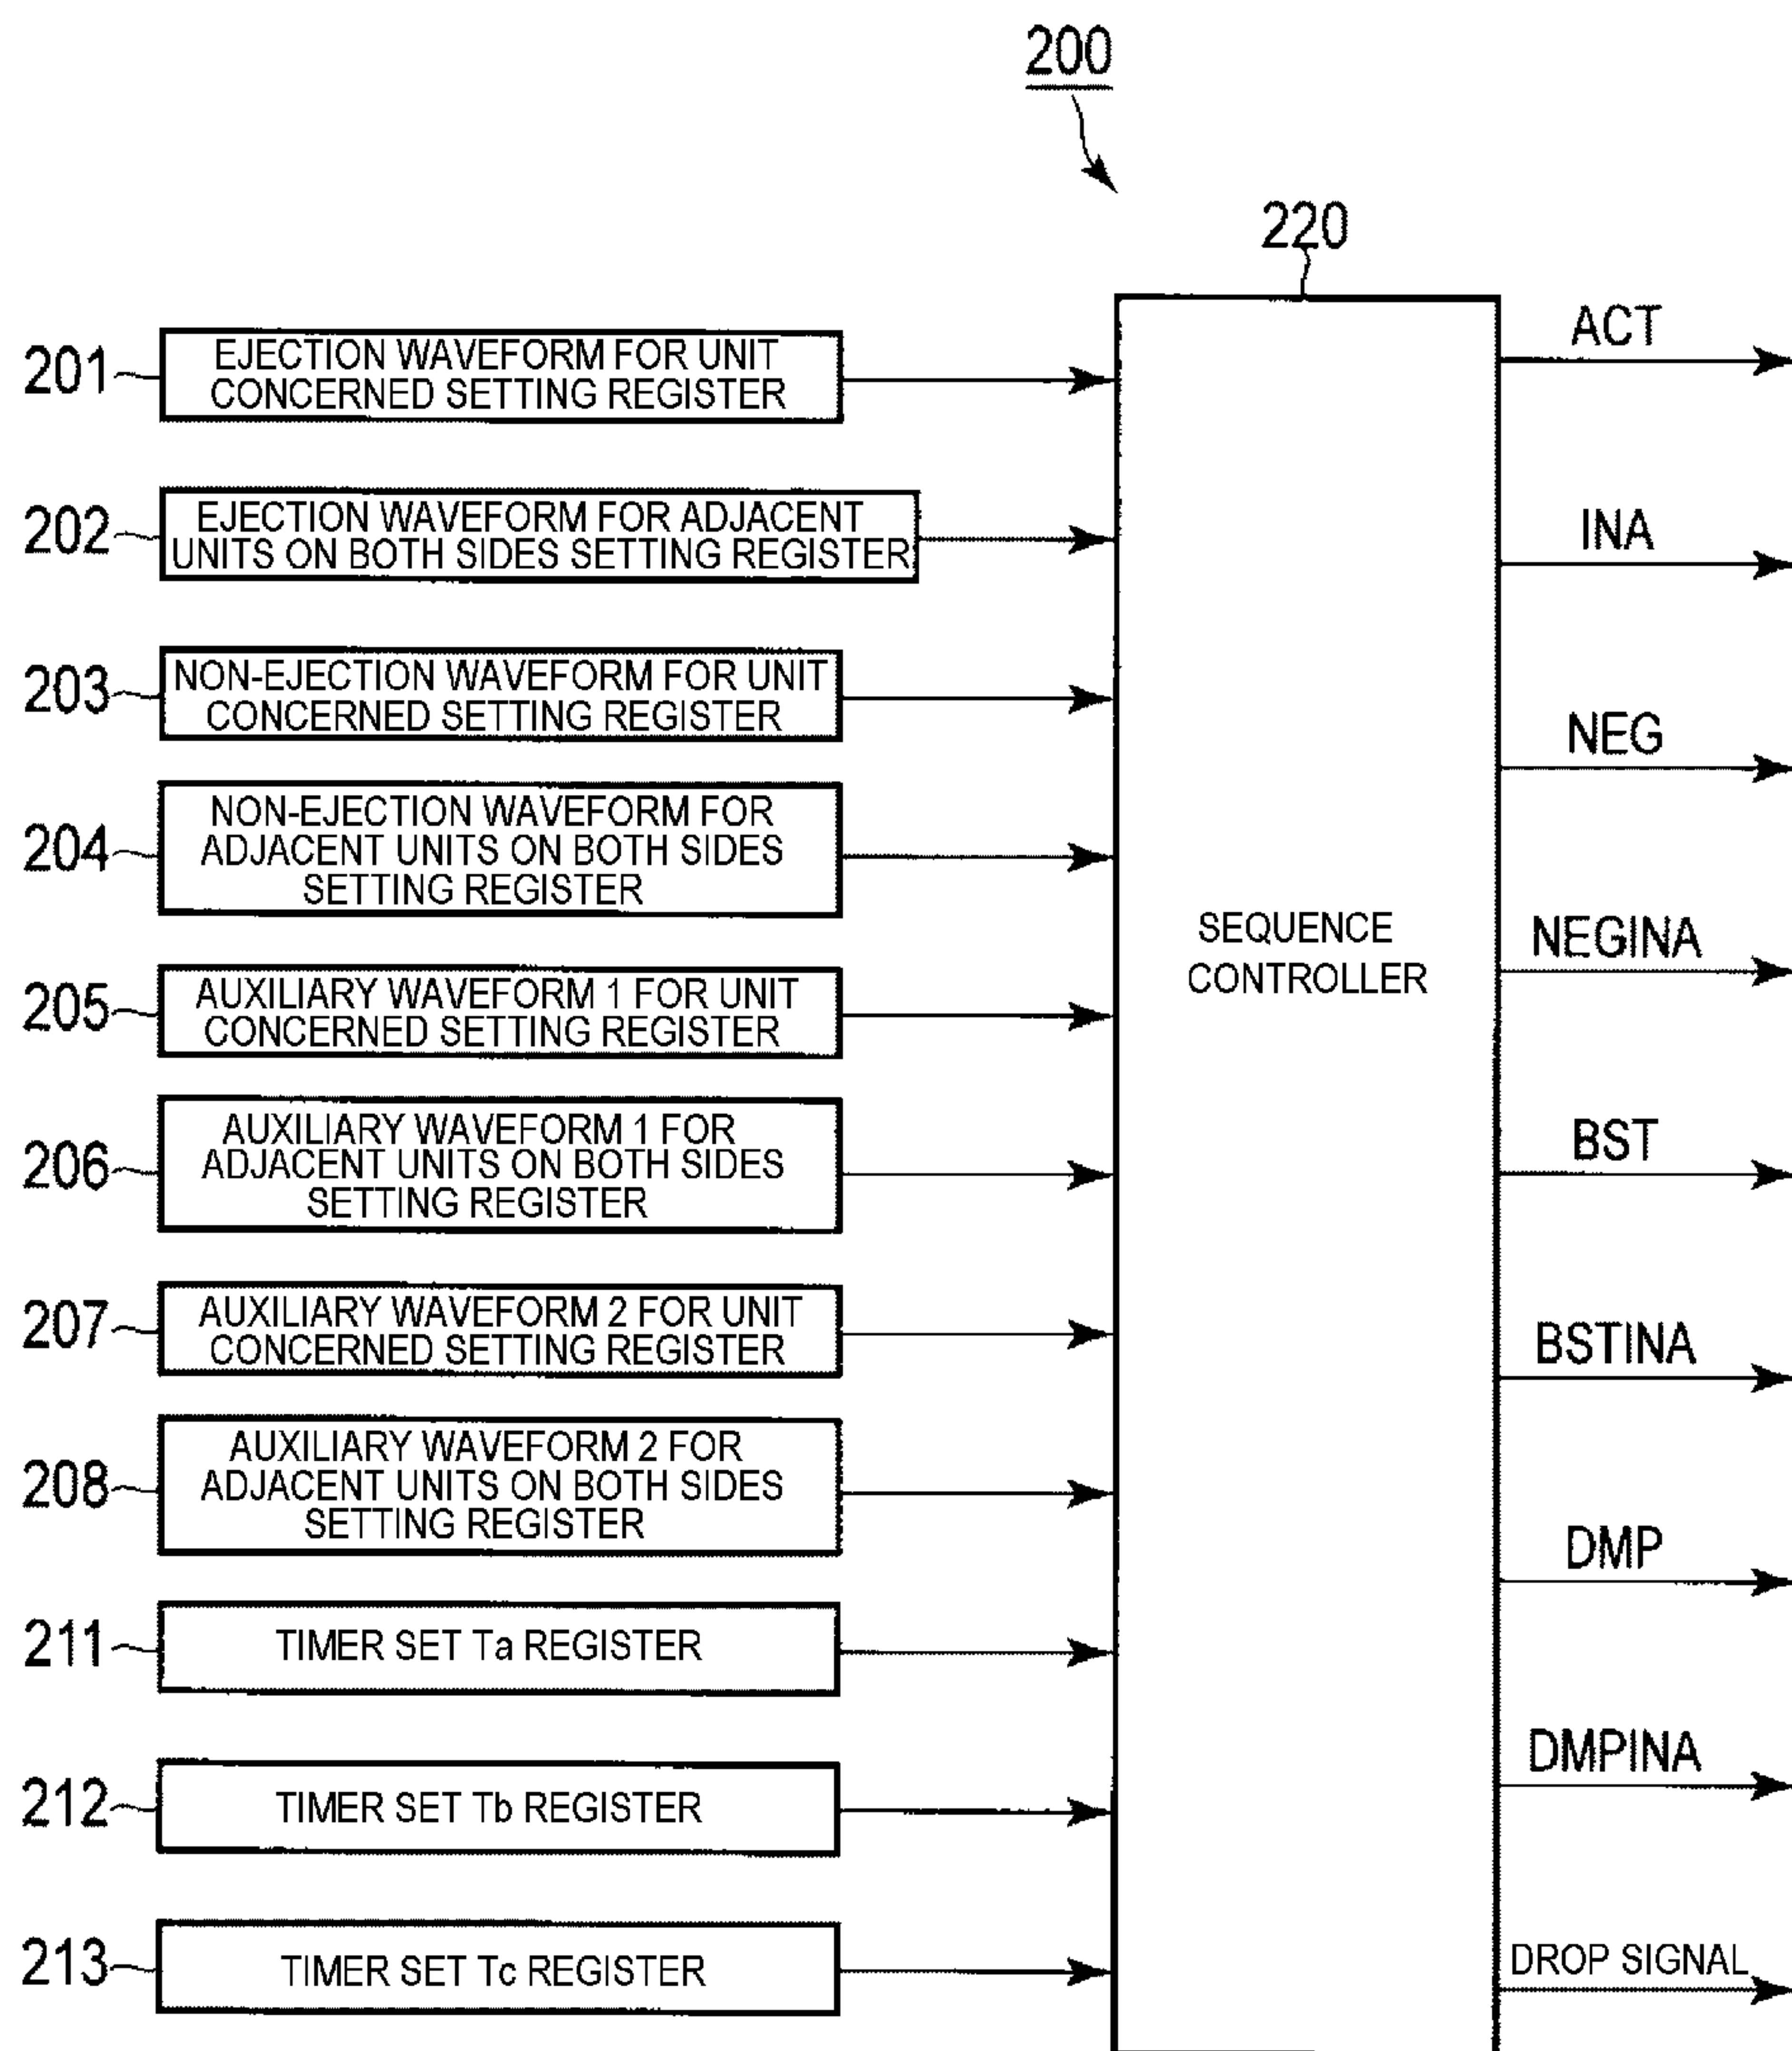 200
220
201
EJECTION WAVEFORM FOR UNIT
CONCERNED SETTING REGISTER
202
EJECTION WAVEFORM FOR ADJACENT
UNITS ON BOTH SIDES SETTING REGISTER
203
NON-EJECTION WAVEFORM FOR UNIT
CONCERNED SETTING REGISTER
204
NON-EJECTION WAVEFORM FOR
ADJACENT UNITS ON BOTH SIDES
SETTING REGISTER
205
AUXILIARY WAVEFORM 1 FOR UNIT
CONCERNED SETTING REGISTER
206
AUXILIARY WAVEFORM 1 FOR
ADJACENT UNITS ON BOTH SIDES
SETTING REGISTER
207
AUXILIARY WAVEFORM 2 FOR UNIT
CONCERNED SETTING REGISTER
208
AUXILIARY WAVEFORM 2 FOR
ADJACENT UNITS ON BOTH SIDES
SETTING REGISTER
211
TIMER SET Ta REGISTER
212
TIMER SET Tb REGISTER
213
TIMER SET Tc REGISTER
SEQUENCE
CONTROLLER
ACT
INA
NEG
NEGINA
BST
BSTINA
DMP
DMPINA
DROP SIGNAL